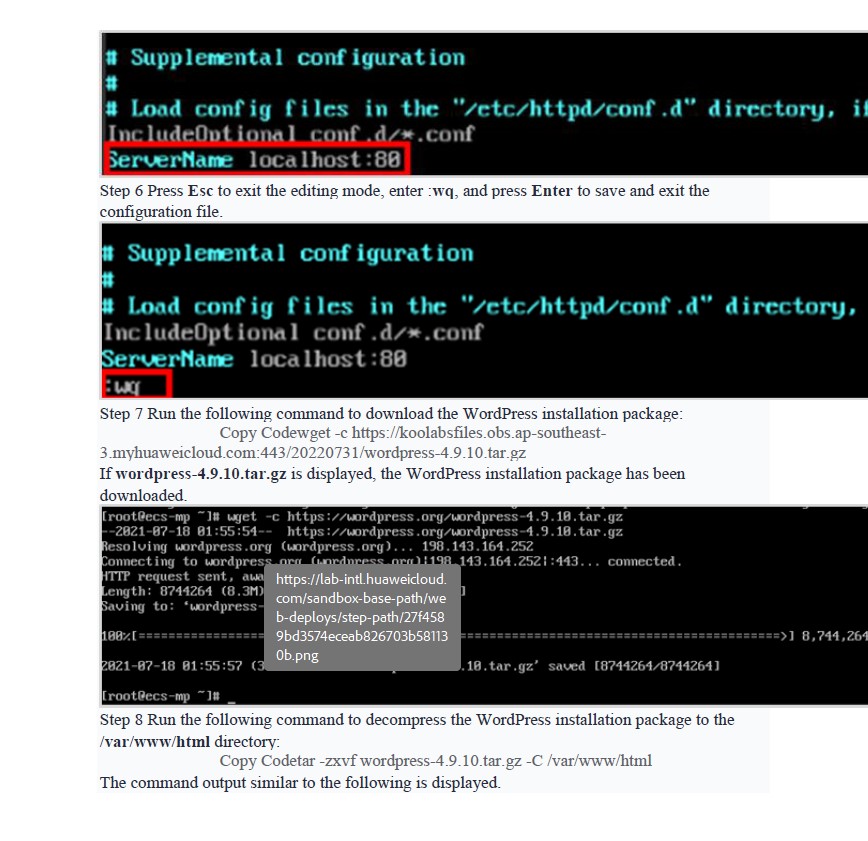 # Supplemental configuration
#
# Load config files in the "/etc/httpd/conf.d" directory, if
IncludeOptional conf.d/*.conf
ServerName localhost:80
Step 6 Press Esc to exit the editing mode, enter :wq, and press Enter to save and exit the
configuration file.
# Supplemental configuration
#
# Load config files in the "/etc/httpd/conf.d" directory,
IncludeOptional conf.d/*.conf
ServerName localhost:80
:wq
Step 7 Run the following command to download the WordPress installation package:
Copy Codewget -c https://koolabsfiles.obs.ap-southeast-
3.myhuaweicloud.com:443/20220731/wordpress-4.9.10.tar.gz
If wordpress-4.9.10.tar.gz is displayed, the WordPress installation package has been
downloaded.
[root@ecs-mp ~]# wget -c https://wordpress.org/wordpress-4.9.10.tar.gz
--2021-07-18 01:55:54-- https://wordpress.org/wordpress-4.9.10.tar.gz
Resolving wordpress.org (wordpress.org)... 198.143.164.252
Connecting to wordpress.org (wordpress.org)|198.143.164.252|:443... connected.
HTTP request sent, awa
Length: 8744264 (8.3M) ]
Saving to: 'wordpress-
100%[==================== ==================================================>] 8,744,264
2021-07-18 01:55:57 (3 .10.tar.gz' saved [8744264/8744264]
[root@ecs-mp ~]# _
https://lab-intl.huaweicloud.
com/sandbox-base-path/we
b-deploys/step-path/27f458
9bd3574eceab826703b58113
0b.png
Step 8 Run the following command to decompress the WordPress installation package to the
/var/www/html directory:
Copy Codetar -zxvf wordpress-4.9.10.tar.gz -C /var/www/html
The command output similar to the following is displayed.